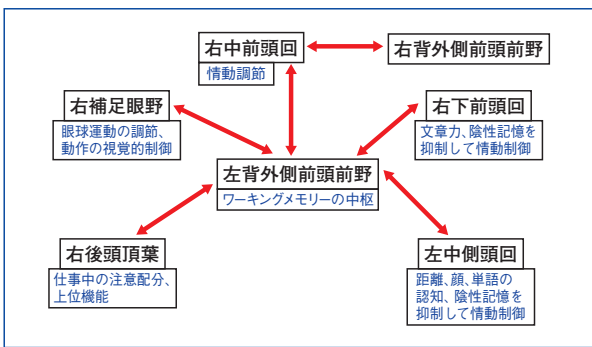 右中前頭回
情動調節
右背外側前頭前野
右補足眼野
眼球運動の調節、
動作の視覚的制御
右下前頭回
文章力、陰性記憶を
抑制して情動制御
左背外側前頭前野
ワーキングメモリーの中枢
右後頭頂葉
仕事中の注意配分、
上位機能
左中側頭回
距離、顔、単語の
認知、陰性記憶を
抑制して情動制御